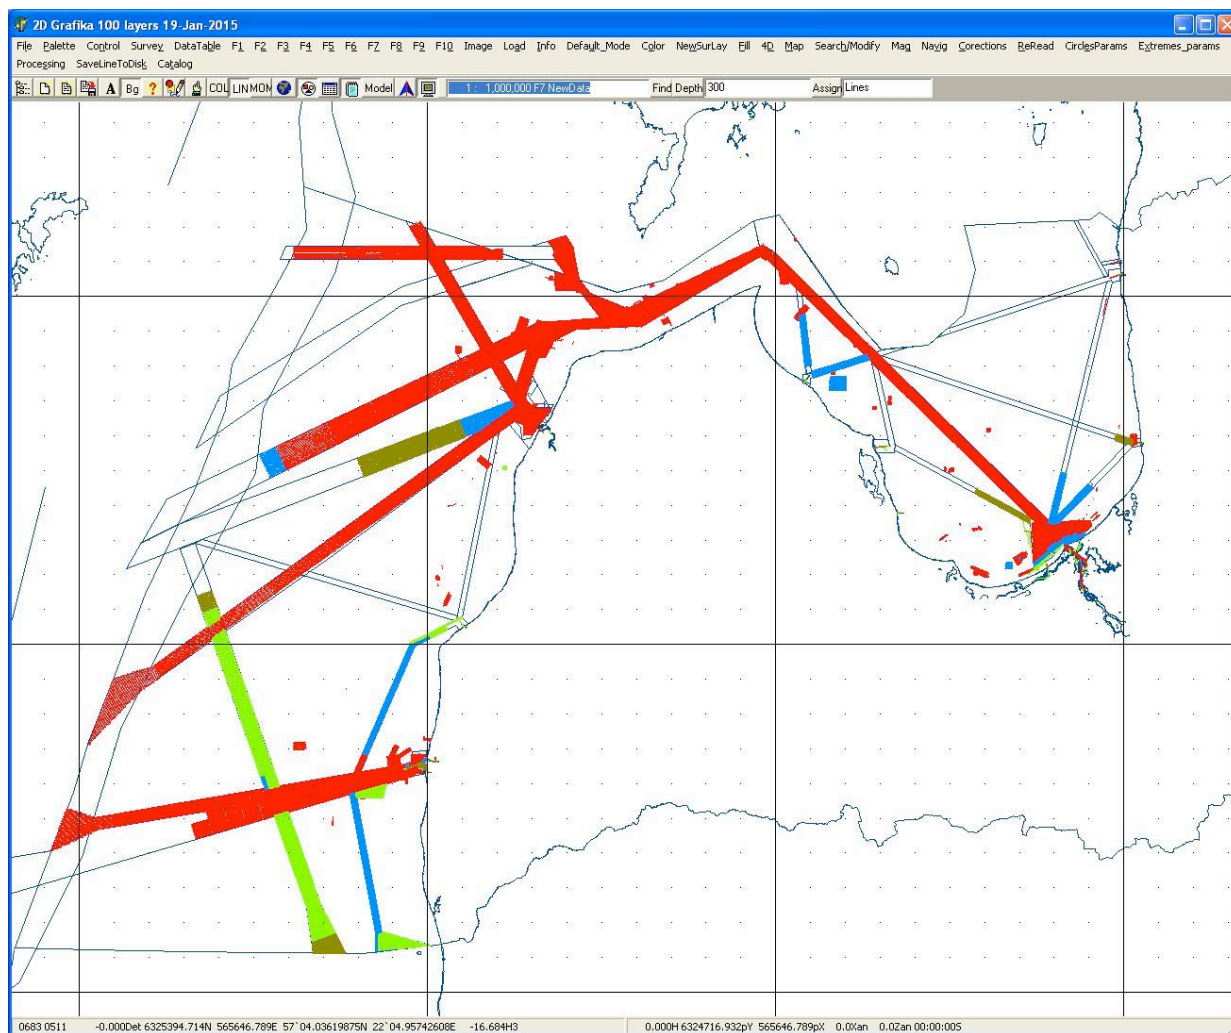 2D Grafika 100 layers 19-Jan-2015
File Palette Control Survey DataTable F1 F2 F3 F4 F5 F6 F7 F8 F9 F10 Image Load Info Default_Mode Color NewSurLay Fill 4D Map Search/Modify Mag Navig Corections ReRead CirclesParams Extremes_params
Processing SaveLineToDisk Catalog
A Bg ? COL LIN MOM Model 1 : 1,000,000 F7 NewData Find Depth 300 Assign Lines
0683 0511 -0.000Det 6325394.714N 565646.789E 57°04.03619875N 22°04.95742608E -16.684H3 0.000H 6324716.932pY 565646.789pX 0.0Xan 0.0Zan 00:00:00S